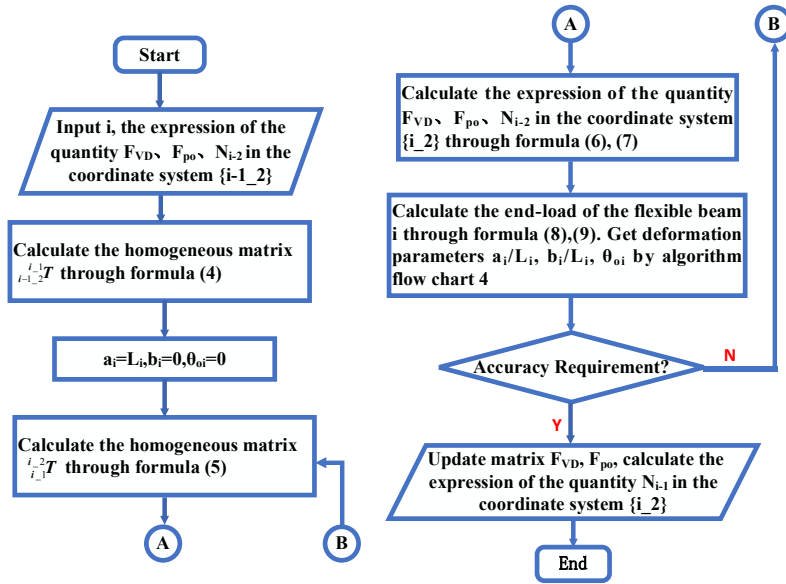 Start
Input i, the expression of the
quantity F_VD、F_po、N_i-2 in the
coordinate system {i-1_2}
Calculate the homogeneous matrix
^i_1_i-1_2 T through formula (4)
a_i=L_i,b_i=0,θ_oi=0
Calculate the homogeneous matrix
^i_2_i_1 T through formula (5)
A
B
A
B
Calculate the expression of the quantity
F_VD、F_po、N_i-2 in the coordinate system
{i_2} through formula (6), (7)
Calculate the end-load of the flexible beam
i through formula (8),(9). Get deformation
parameters a_i/L_i, b_i/L_i, θ_oi by algorithm
flow chart 4
Accuracy Requirement?
N
Y
Update matrix F_VD, F_po, calculate the
expression of the quantity N_i-1 in the
coordinate system {i_2}
End